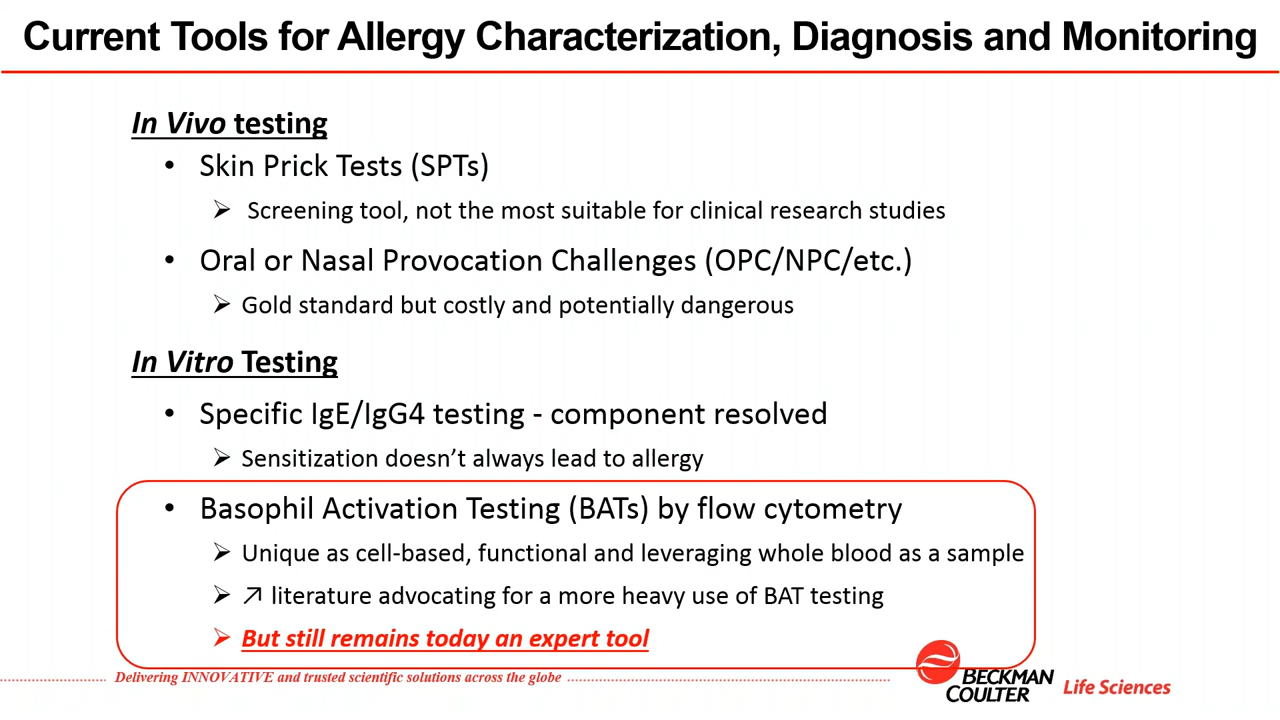 Current Tools for Allergy Characterization, Diagnosis and Monitoring
In Vivo testing
• Skin Prick Tests (SPTs)
➢ Screening tool, not the most suitable for clinical research studies
• Oral or Nasal Provocation Challenges (OPC/NPC/etc.)
➢ Gold standard but costly and potentially dangerous
In Vitro Testing
• Specific IgE/IgG4 testing - component resolved
➢ Sensitization doesn’t always lead to allergy
• Basophil Activation Testing (BATs) by flow cytometry
➢ Unique as cell-based, functional and leveraging whole blood as a sample
➢ ↗ literature advocating for a more heavy use of BAT testing
➢ But still remains today an expert tool
Delivering INNOVATIVE and trusted scientific solutions across the globe
BECKMAN
COULTER
Life Sciences